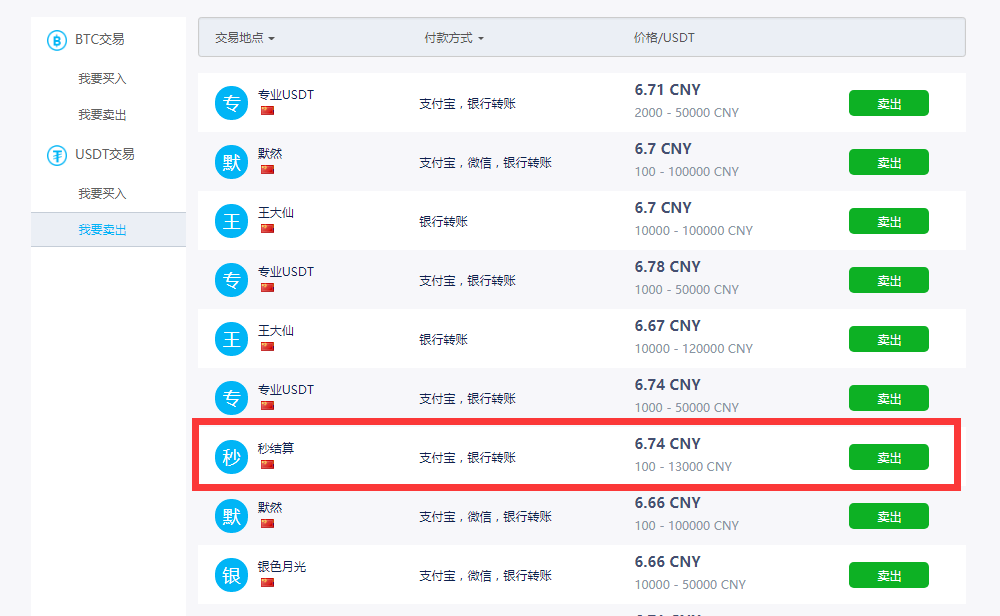 BTC交易
我要买入
我要卖出
USDT交易
我要买入
我要卖出
交易地点 付款方式 价格/USDT
专 专业USDT 支付宝，银行转账 6.71 CNY 2000 - 50000 CNY 卖出
默 默然 支付宝，微信，银行转账 6.7 CNY 100 - 100000 CNY 卖出
王 王大仙 银行转账 6.7 CNY 10000 - 100000 CNY 卖出
专 专业USDT 支付宝，银行转账 6.78 CNY 1000 - 50000 CNY 卖出
王 王大仙 银行转账 6.67 CNY 10000 - 120000 CNY 卖出
专 专业USDT 支付宝，银行转账 6.74 CNY 1000 - 50000 CNY 卖出
秒 秒结算 支付宝，银行转账 6.74 CNY 100 - 13000 CNY 卖出
默 默然 支付宝，微信，银行转账 6.66 CNY 100 - 100000 CNY 卖出
银 银色月光 支付宝，微信，银行转账 6.66 CNY 10000 - 50000 CNY 卖出